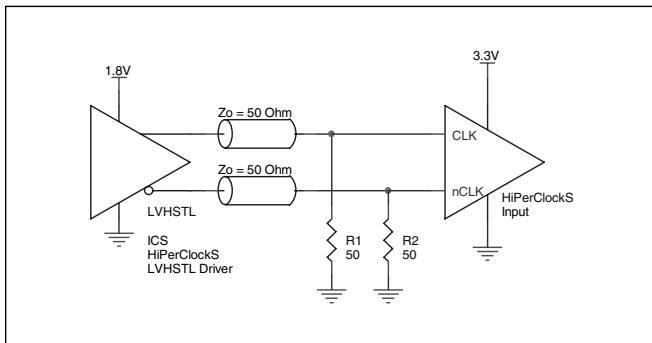 1.8V
3.3V
Zo = 50 Ohm
CLK
Zo = 50 Ohm
nCLK
HiPerClockS
Input
LVHSTL
ICS
HiPerClockS
LVHSTL Driver
R1
50
R2
50